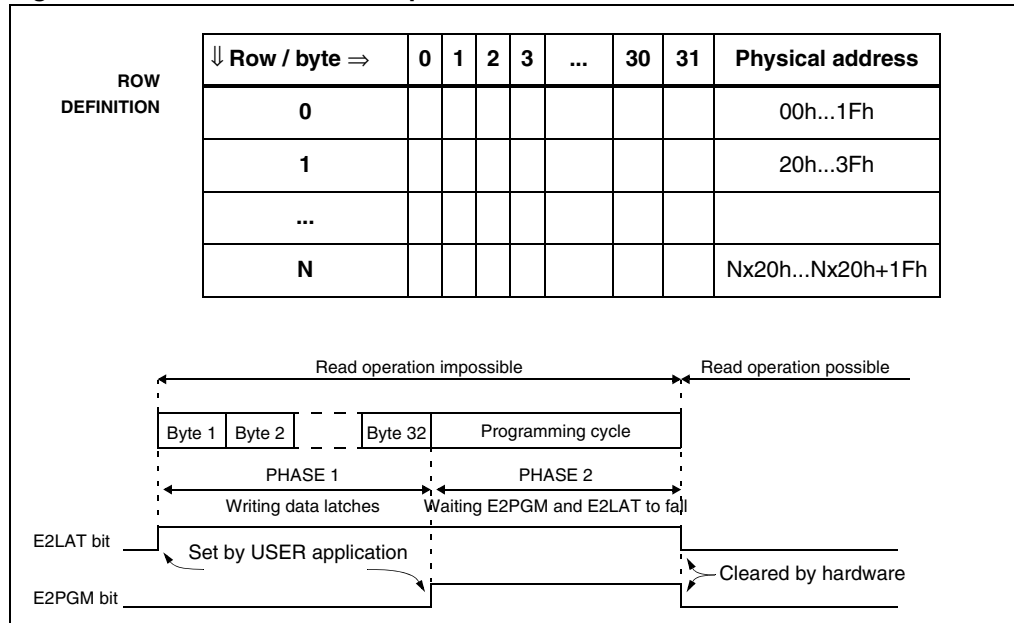 ⇓ Row / byte ⇒ 0 1 2 3 ... 30 31 Physical address
ROW
DEFINITION
0 00h...1Fh
1 20h...3Fh
...
N Nx20h...Nx20h+1Fh
Read operation impossible Read operation possible
Byte 1 Byte 2 Byte 32 Programming cycle
PHASE 1 PHASE 2
Writing data latches Waiting E2PGM and E2LAT to fall
E2LAT bit
Set by USER application
Cleared by hardware
E2PGM bit